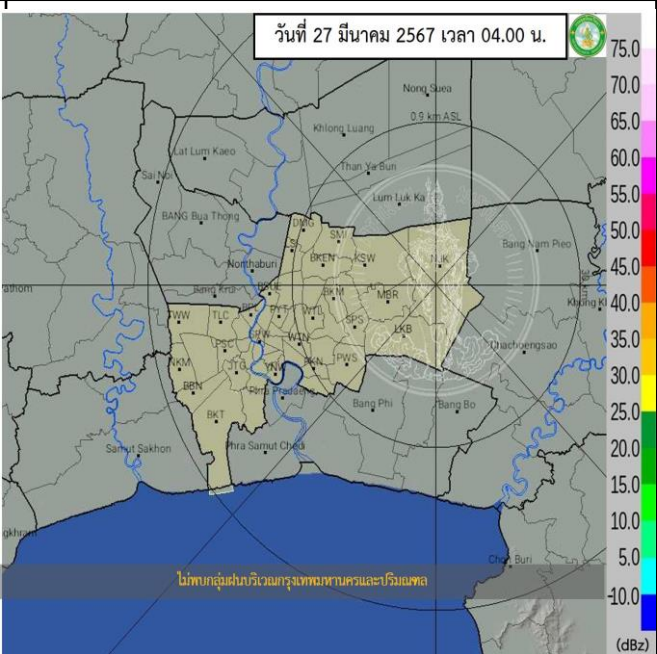 วันที่ 27 มีนาคม 2567 เวลา 04.00 น.
75.0
70.0
65.0
60.0
55.0
50.0
45.0
40.0
35.0
30.0
25.0
20.0
15.0
10.0
5.0
-10.0
(dBz)
Nong Suea
0.9 km ASL
Khlong Luang
Lat Lum Kaeo
Than Ya Buri
Sai Noi
Lum Luk Ka
BANG Bua Thong
DMG
SMI
Bang Nam Pieo
BKEN
KSW
NJK
Nonthaburi
Bang Krui
BKM
MBR
TWW
TLC
WTL
SPS
LKB
PSC
WTN
Chachoengsao
NKM
JTG
PKN
PWS
BBN
Phra Pradaeng
BKT
Bang Phi
Bang Bo
Samut Sakhon
Phra Samut Chedi
Chon Buri
ไม่พบกลุ่มฝนบริเวณกรุงเทพมหานครและปริมณฑล